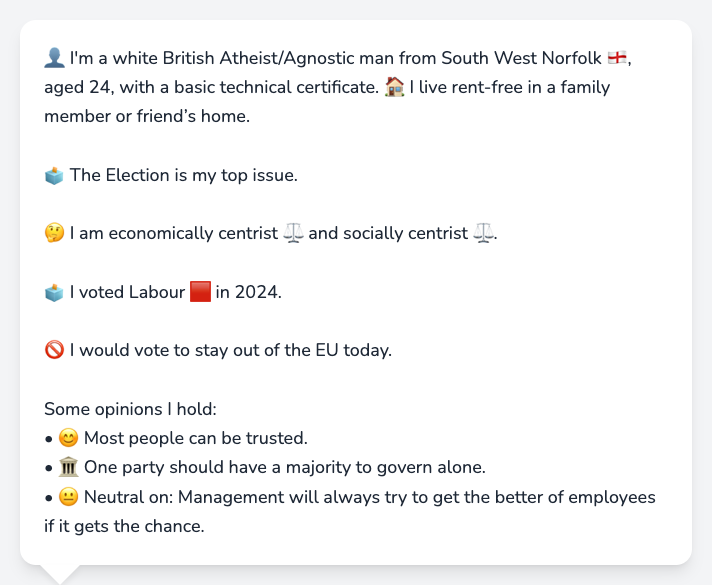 👤 I'm a white British Atheist/Agnostic man from South West Norfolk 🏴󠁧󠁢󠁥󠁮󠁧󠁿,
aged 24, with a basic technical certificate. 🏠 I live rent-free in a family
member or friend’s home.
🗳️ The Election is my top issue.
🤔 I am economically centrist ⚖️ and socially centrist ⚖️.
🗳️ I voted Labour 🟥 in 2024.
🚫 I would vote to stay out of the EU today.
Some opinions I hold:
• 😊 Most people can be trusted.
• 🏛️ One party should have a majority to govern alone.
• 😐 Neutral on: Management will always try to get the better of employees
if it gets the chance.